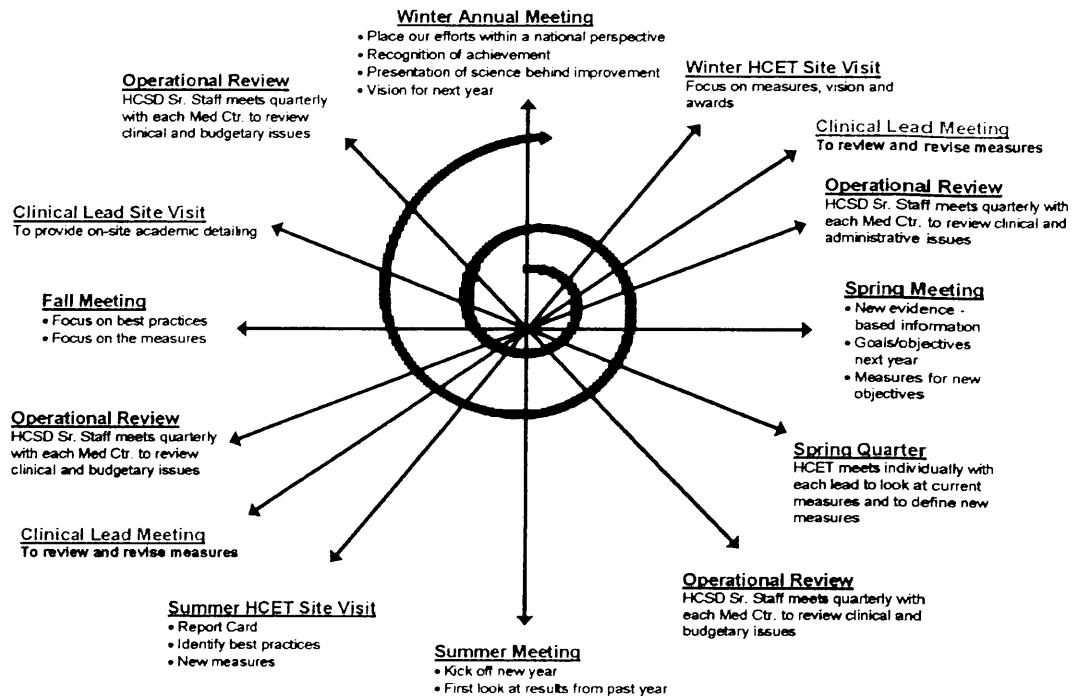 Winter Annual Meeting
• Place our efforts within a national perspective
• Recognition of achievement
• Presentation of science behind improvement
• Vision for next year
Winter HCET Site Visit
Focus on measures, vision and
awards
Clinical Lead Meeting
To review and revise measures
Operational Review
HCSD Sr. Staff meets quarterly with
each Med Ctr. to review clinical and
administrative issues
Spring Meeting
• New evidence -
based information
• Goals/objectives
next year
• Measures for new
objectives
Spring Quarter
HCET meets individually with
each lead to look at current
measures and to define new
measures
Operational Review
HCSD Sr. Staff meets quarterly with
each Med Ctr. to review clinical and
budgetary issues
Summer Meeting
• Kick off new year
• First look at results from past year
Summer HCET Site Visit
• Report Card
• Identify best practices
• New measures
Clinical Lead Meeting
To review and revise measures
Operational Review
HCSD Sr. Staff meets quarterly
with each Med Ctr. to review
clinical and budgetary issues
Fall Meeting
• Focus on best practices
• Focus on the measures
Clinical Lead Site Visit
To provide on-site academic detailing
Operational Review
HCSD Sr. Staff meets quarterly
with each Med Ctr. to review
clinical and budgetary issues